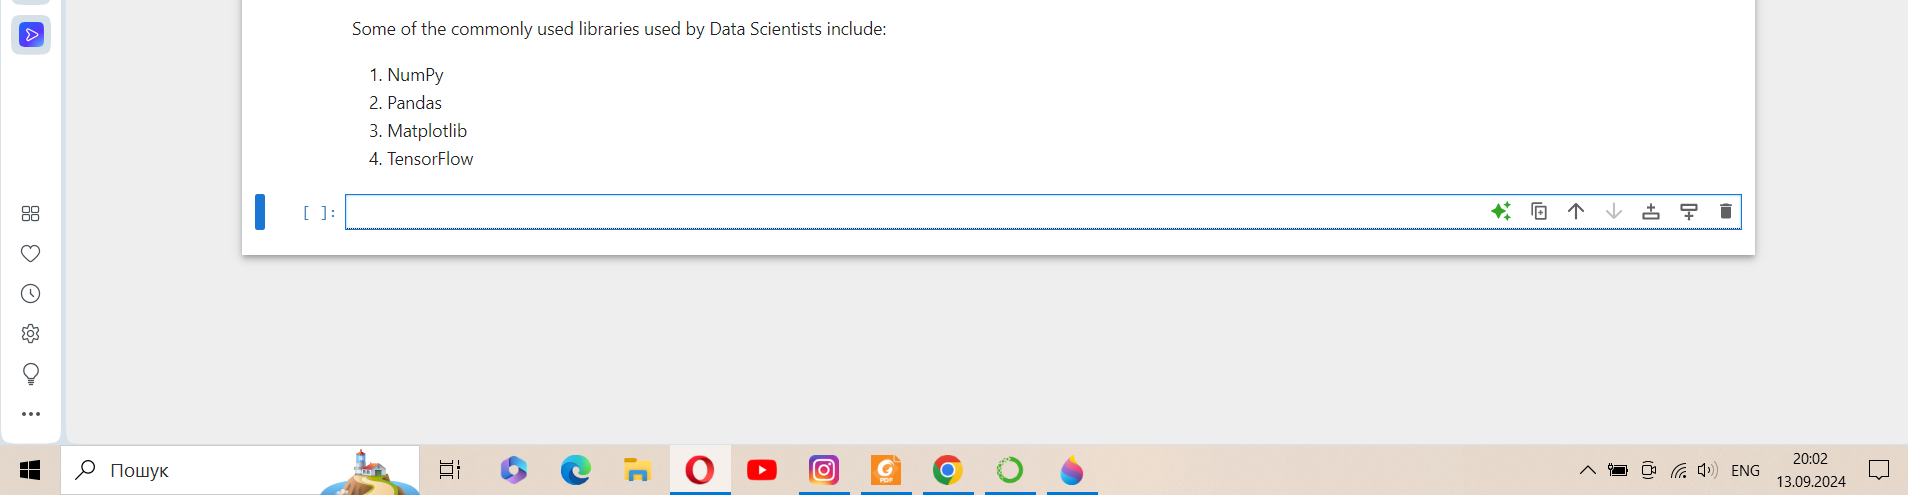 Some of the commonly used libraries used by Data Scientists include:
1. NumPy
2. Pandas
3. Matplotlib
4. TensorFlow
[ ]:
Пошук
PDF
ENG
20:02
13.09.2024